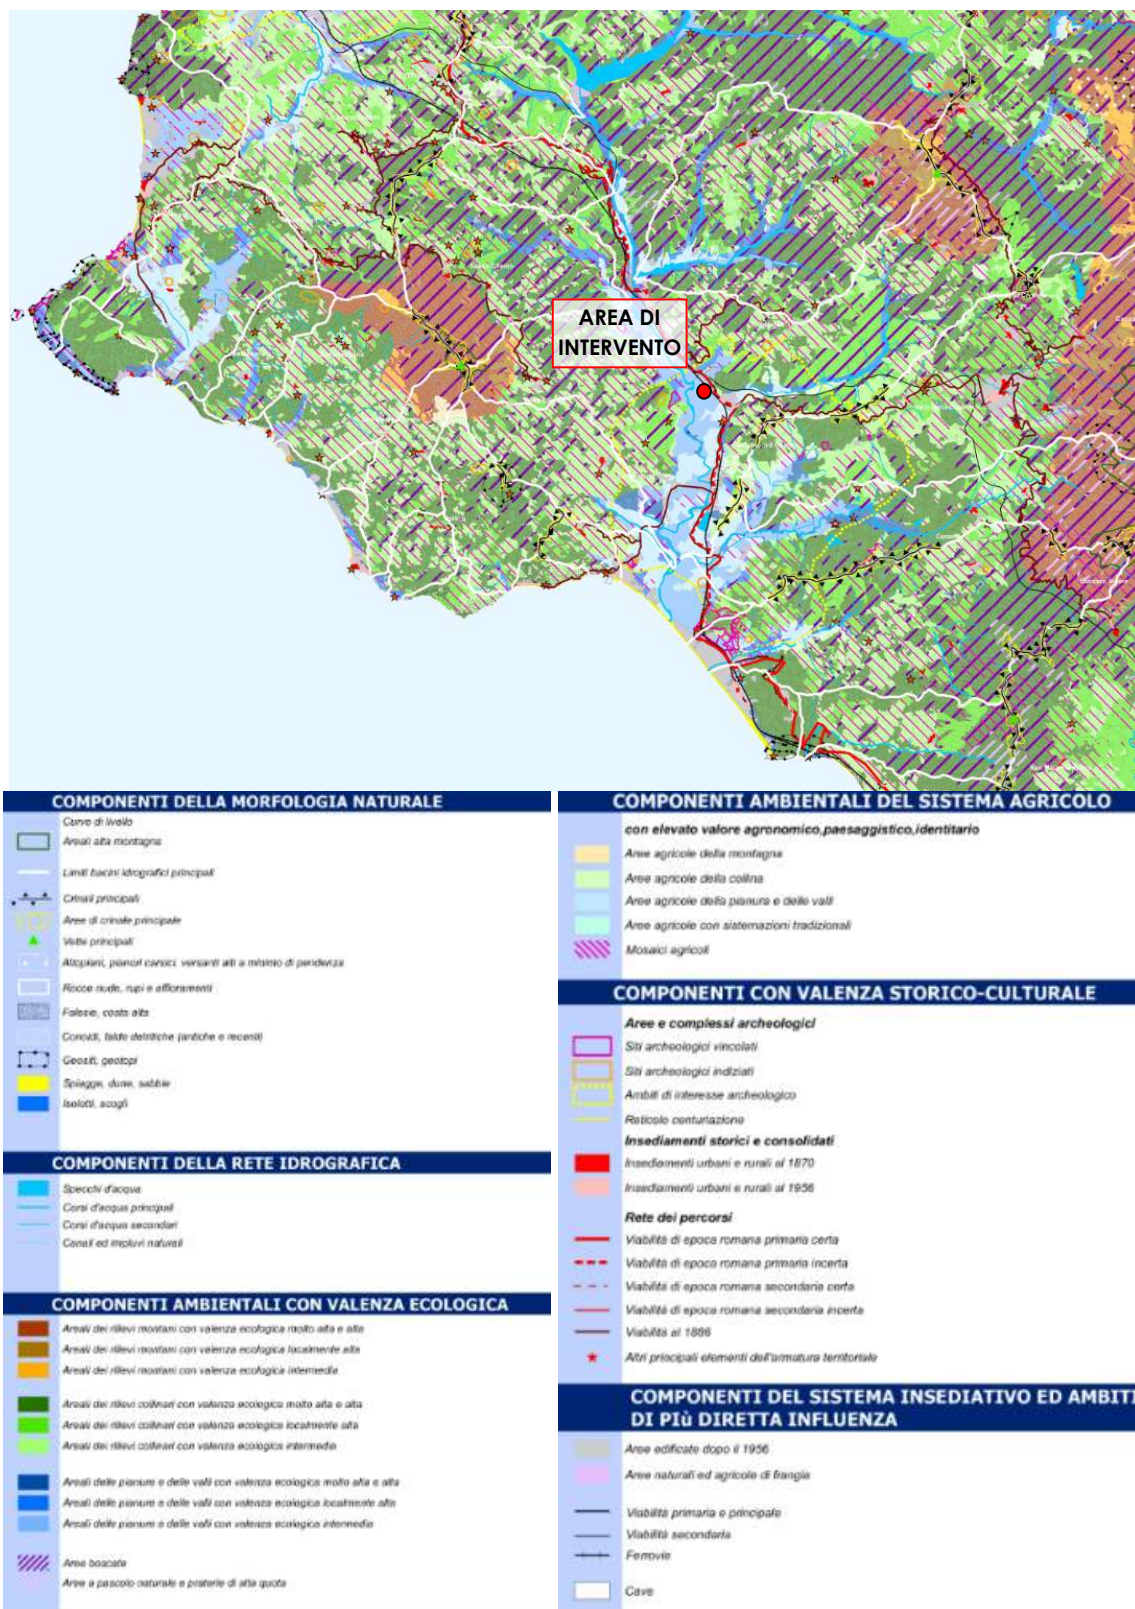 AREA DI
INTERVENTO
COMPONENTI DELLA MORFOLOGIA NATURALE
Curve di livello
Areali alta montagna
Limiti bacini idrografici principali
Crinali principali
Aree di crinale principale
Vette principali
Altopiani, pianori carsici, versanti alti a minimo di pendenza
Rocce nude, rupi e affioramenti
Falesie, costa alta
Conoidi, falde detritiche (antiche e recenti)
Geositi, geotopi
Spiagge, dune, sabbie
Isolotti, scogli
COMPONENTI DELLA RETE IDROGRAFICA
Specchi d'acqua
Corsi d'acqua principali
Corsi d'acqua secondari
Canali ed impluvi naturali
COMPONENTI AMBIENTALI CON VALENZA ECOLOGICA
Areali dei rilievi montani con valenza ecologica molto alta e alta
Areali dei rilievi montani con valenza ecologica localmente alta
Areali dei rilievi montani con valenza ecologica intermedia
Areali dei rilievi collinari con valenza ecologica molto alta e alta
Areali dei rilievi collinari con valenza ecologica localmente alta
Areali dei rilievi collinari con valenza ecologica intermedia
Areali delle pianure e delle valli con valenza ecologica molto alta e alta
Areali delle pianure e delle valli con valenza ecologica localmente alta
Areali delle pianure e delle valli con valenza ecologica intermedia
Aree boscate
Aree a pascolo naturale e praterie di alta quota
COMPONENTI AMBIENTALI DEL SISTEMA AGRICOLO
con elevato valore agronomico,paesaggistico,identitario
Aree agricole della montagna
Aree agricole della collina
Aree agricole della pianura e delle valli
Aree agricole con sistemazioni tradizionali
Mosaici agricoli
COMPONENTI CON VALENZA STORICO-CULTURALE
Aree e complessi archeologici
Siti archeologici vincolati
Siti archeologici indiziati
Ambiti di interesse archeologico
Reticolo centuriazione
Insediamenti storici e consolidati
Insediamenti urbani e rurali al 1870
Insediamenti urbani e rurali al 1956
Rete dei percorsi
Viabilità di epoca romana primaria certa
Viabilità di epoca romana primaria incerta
Viabilità di epoca romana secondaria certa
Viabilità di epoca romana secondaria incerta
Viabilità al 1886
Altri principali elementi dell'armatura territoriale
COMPONENTI DEL SISTEMA INSEDIATIVO ED AMBITI
DI PIù DIRETTA INFLUENZA
Aree edificate dopo il 1956
Aree naturali ed agricole di frangia
Viabilità primaria e principale
Viabilità secondaria
Ferrovie
Cave